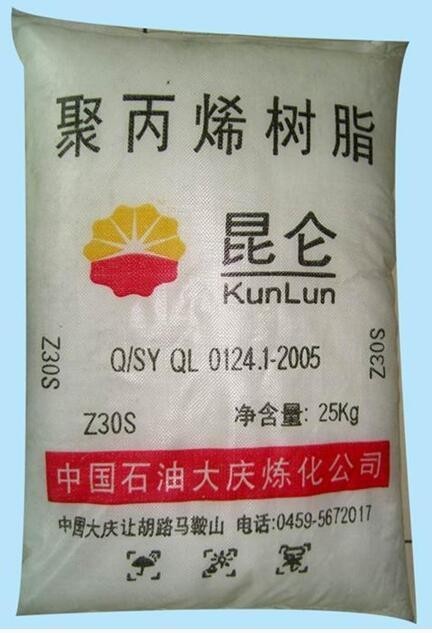 聚丙烯树脂
昆仑
KunLun
Q/SY QL 0124.1-2005
Z30S
Z30S
Z30S
净含量: 25Kg
中国石油大庆炼化公司
中国大庆让胡路马鞍山 电话:0459-5672017